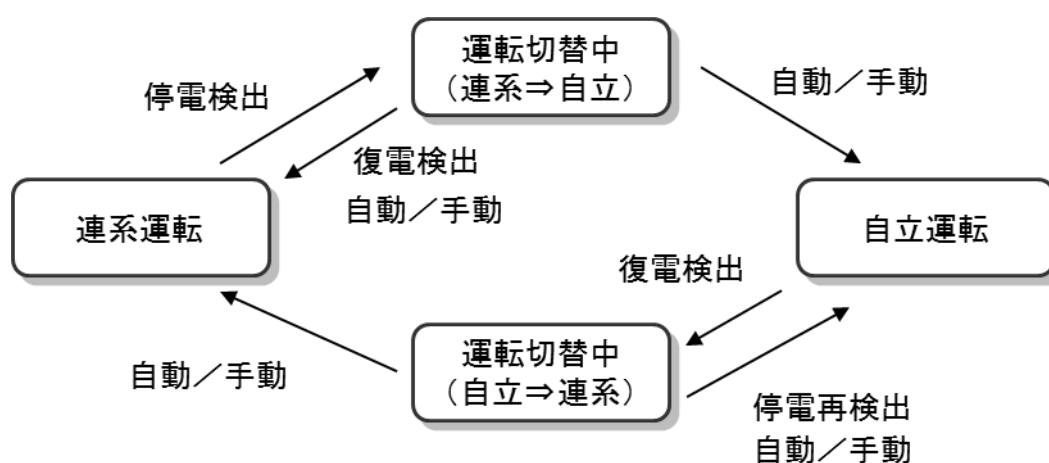 運転切替中
（連系⇒自立）
停電検出
自動／手動
復電検出
自動／手動
連系運転
自立運転
復電検出
運転切替中
（自立⇒連系）
自動／手動
停電再検出
自動／手動